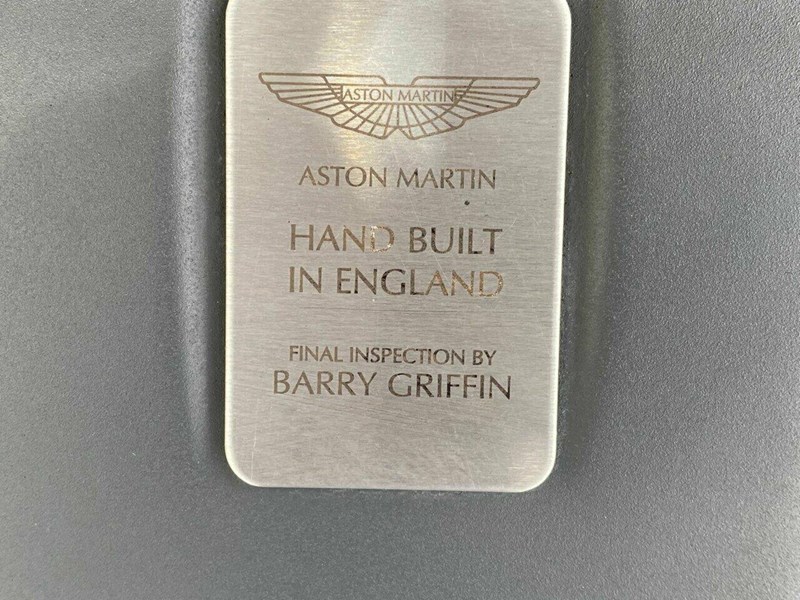 ASTON MARTIN
ASTON MARTIN
HAND BUILT
IN ENGLAND
FINAL INSPECTION BY
BARRY GRIFFIN